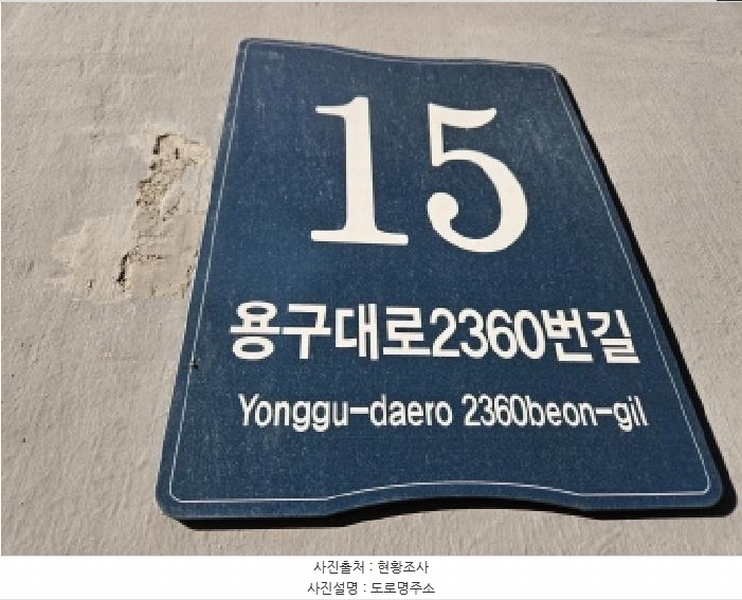 15
용구대로2360번길
Yonggu-daero 2360beon-gil
사진출처 : 현황조사
사진설명 : 도로명주소